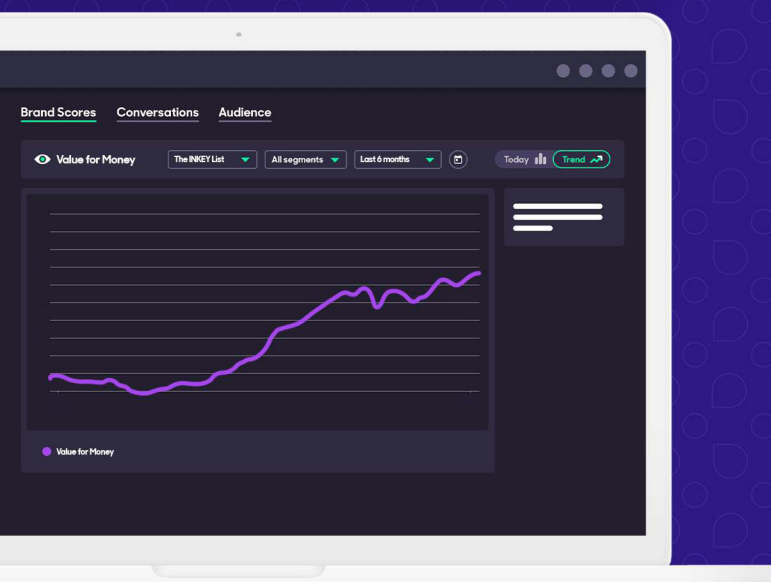 Brand Scores Conversations Audience
Value for Money The INKEY List All segments Last 6 months Today Trend
Value for Money